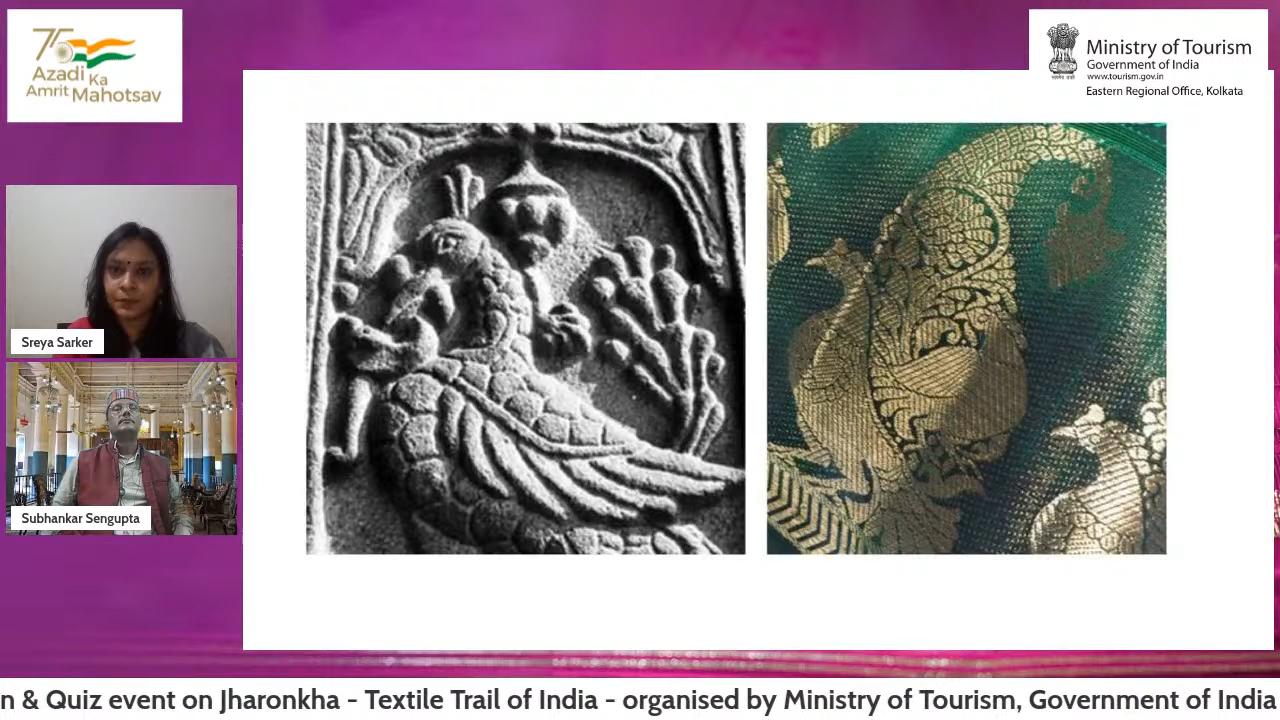 75
Azadi Ka
Amrit Mahotsav
Ministry of Tourism
Government of India
www.tourism.gov.in
Eastern Regional Office, Kolkata
Sreya Sarker
Subhankar Sengupta
n & Quiz event on Jharonkha - Textile Trail of India - organised by Ministry of Tourism, Government of India